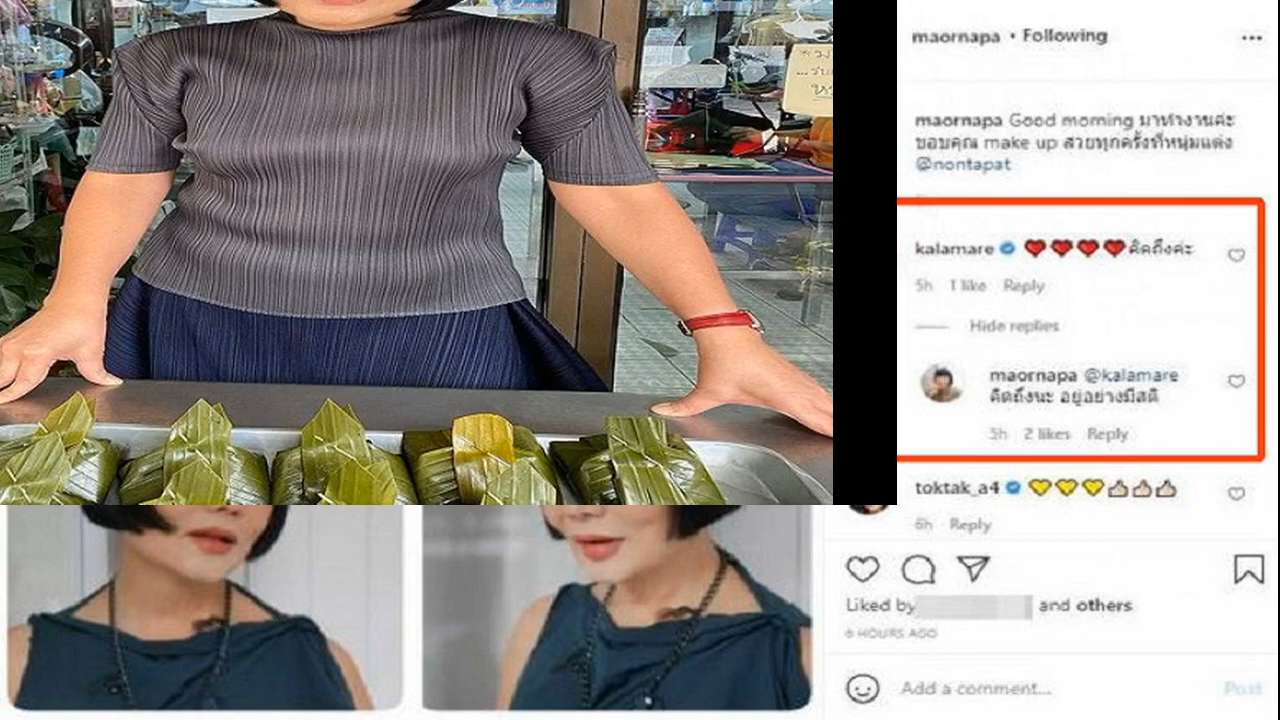 maornapa • Following
maornapa Good morning มาทำงานค่ะ
ขอบคุณ make up สวยทุกครั้งที่หนุ่มแต่ง
@nontapat
kalamare คิดถึงค่ะ
5h 1 like Reply
Hide replies
maornapa @kalamare
คิดถึงนะ อยู่อย่างมีสติ
5h 2 likes Reply
toktak_a4
6h Reply
Liked by and others
6 HOURS AGO
Add a comment... Post